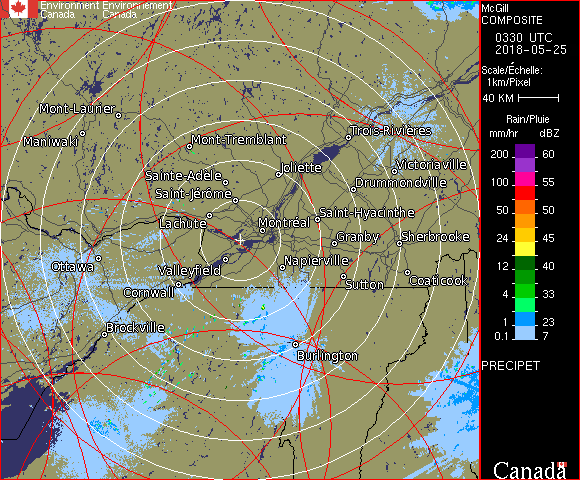 Environment Environnement
Canada Canada
McGill
COMPOSITE
0330 UTC
2018-05-25
Scale/Échelle:
1km/Pixel
40 KM
Rain/Pluie
mm/hr dBZ
200 60
100 55
75 55
50 50
24 45
12 40
4 33
1 23
0.1 7
PRECIPET
Canada
Mont-Laurier
Maniwaki
Mont-Tremblant
Trois-Rivières
Joliette
Victoriaville
Sainte-Adèle
Saint-Jérôme
Drummondville
Lachute
Montréal
Saint-Hyacinthe
Granby
Sherbrooke
Ottawa
Valleyfield
Napierville
Cornwall
Sutton
Coaticook
Brockville
Burlington